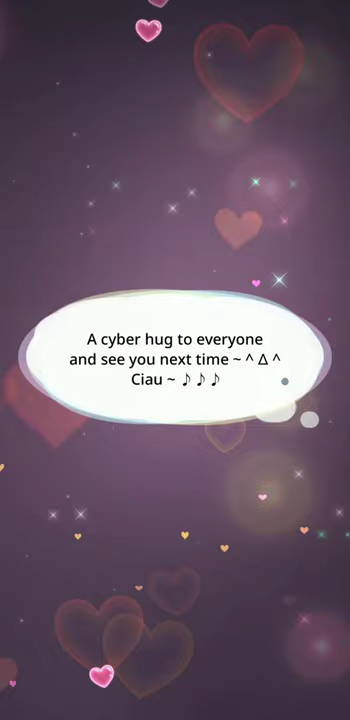 A cyber hug to everyone
and see you next time ~ ^ Δ ^
Ciau ~ ♪ ♪ ♪